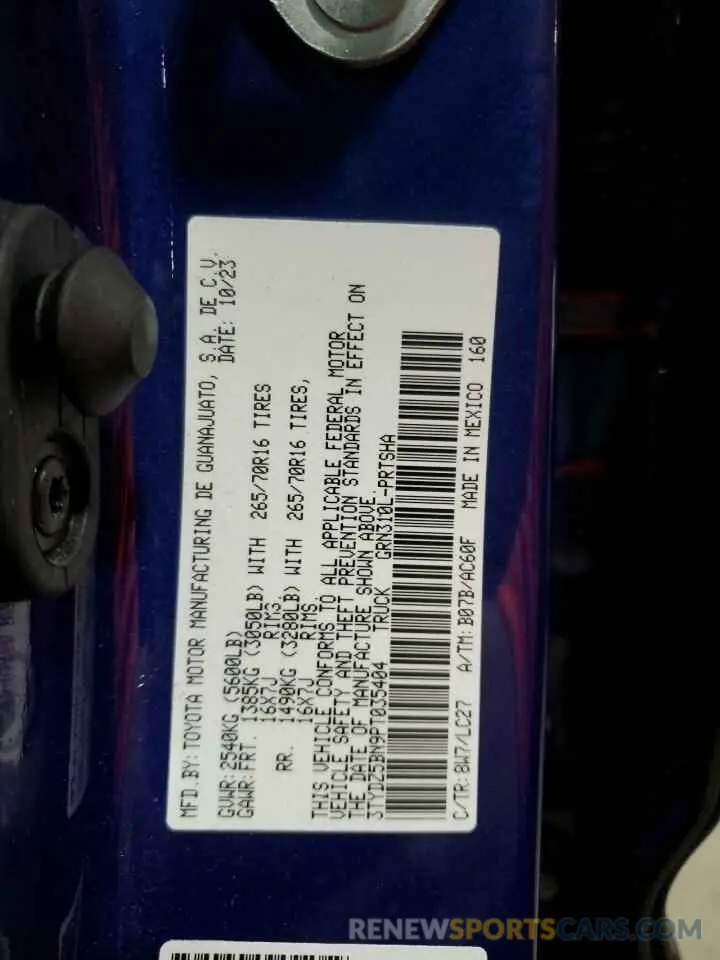 MFD.BY: TOYOTA MOTOR MANUFACTURING DE GUANAJUATO, S.A. DE C.V.
DATE: 10/23
GVWR: 2540KG (5600LB)
GAWR: FRT. 1385KG (3050LB) WITH 265/70R16 TIRES
16X7J RIMS,
RR. 1490KG (3280LB) WITH 265/70R16 TIRES,
16X7J RIMS.
THIS VEHICLE CONFORMS TO ALL APPLICABLE FEDERAL MOTOR
VEHICLE SAFETY AND THEFT PREVENTION STANDARDS IN EFFECT ON
THE DATE OF MANUFACTURE SHOWN ABOVE.
3TYDZ5BN9PT035404 TRUCK GRN310L-PRTSHA
C/TR: 8W7/LC27 A/TM: B07B/AC60F MADE IN MEXICO 160
RENEWSPORTSCARS.COM